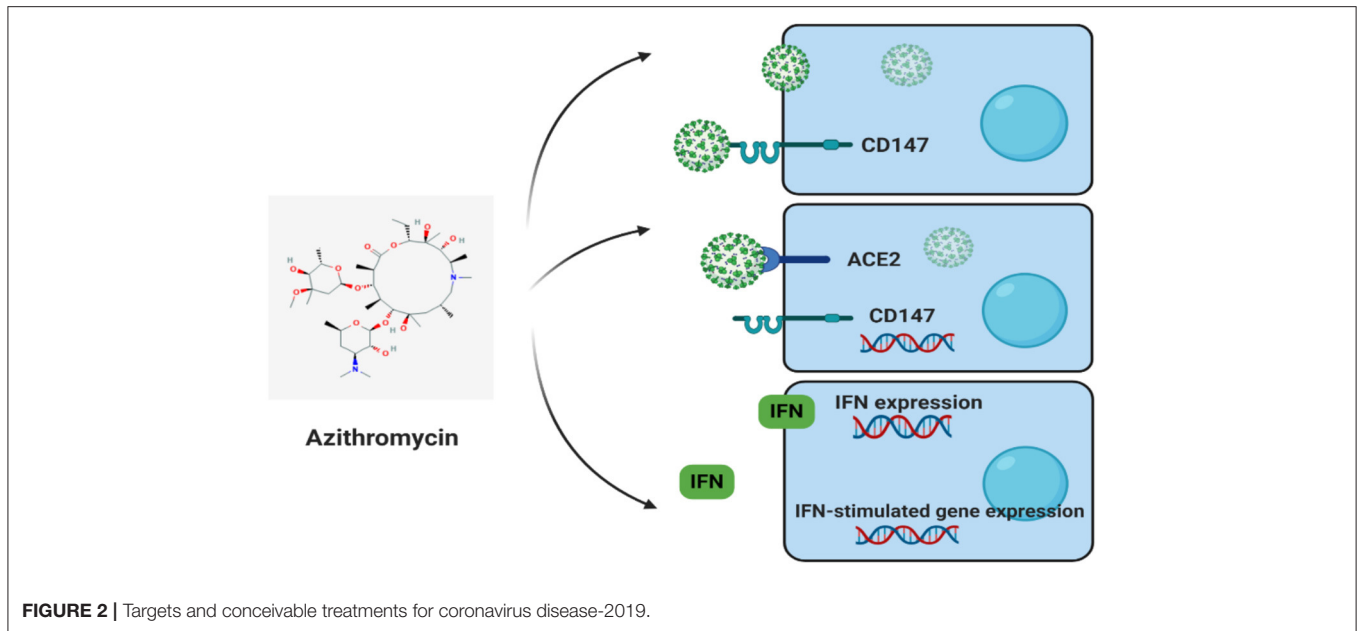 CD147
ACE2
CD147
IFN
IFN expression
IFN
IFN-stimulated gene expression
H
O
O
O
O
H
H
O
O
O
O
N
O
O
O
H
O
O
H
N
Azithromycin
FIGURE 2 | Targets and conceivable treatments for coronavirus disease-2019.